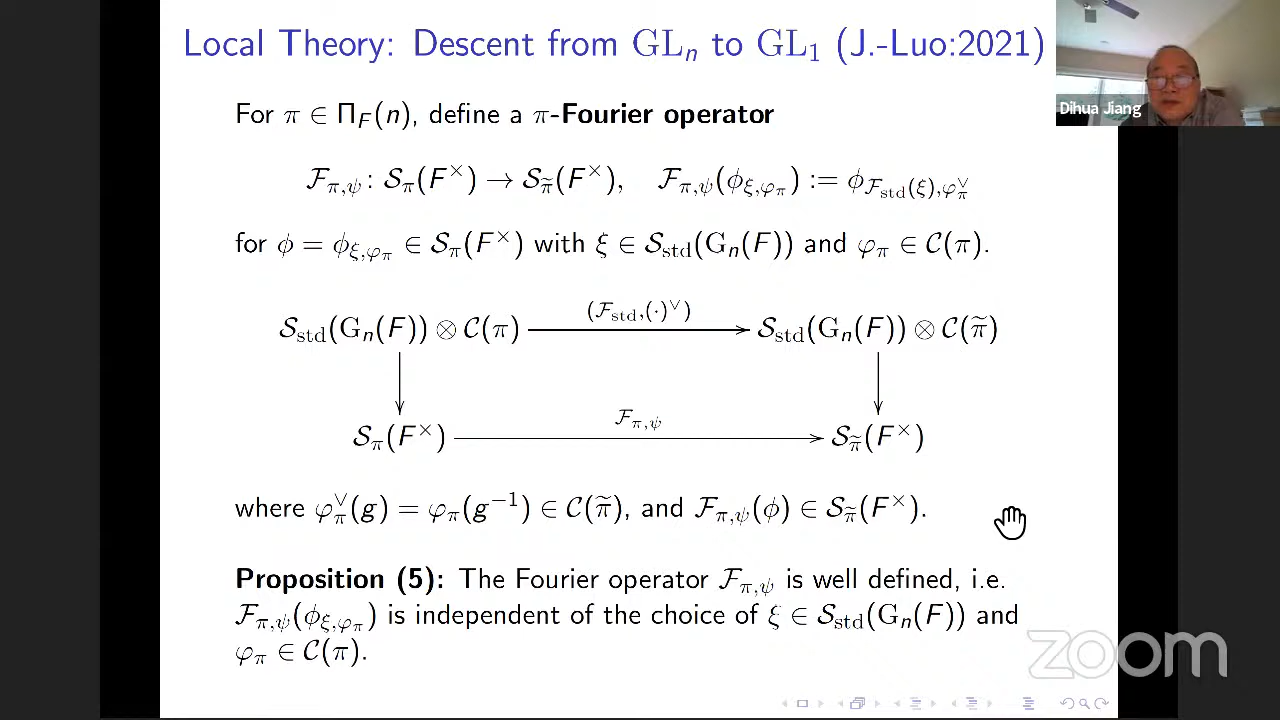 Local Theory: Descent from GLₙ to GL₁ (J.-Luo:2021)
Dihua Jiang
For π ∈ Π_F(n), define a π-Fourier operator
𝓕_{π,ψ} : 𝓢_π(F^×) → 𝓢_{π̃}(F^×), 𝓕_{π,ψ}(ϕ_{ξ,φ_π}) := ϕ_{𝓕_std(ξ),φ_π^∨}
for ϕ = ϕ_{ξ,φ_π} ∈ 𝓢_π(F^×) with ξ ∈ 𝓢_std(G_n(F)) and φ_π ∈ 𝓒(π).
(𝓕_std,(·)^∨)
𝓢_std(G_n(F)) ⊗ 𝓒(π) → 𝓢_std(G_n(F)) ⊗ 𝓒(π̃)
𝓕_{π,ψ}
𝓢_π(F^×) → 𝓢_{π̃}(F^×)
where φ_π^∨(g) = φ_π(g^{-1}) ∈ 𝓒(π̃), and 𝓕_{π,ψ}(ϕ) ∈ 𝓢_{π̃}(F^×).
Proposition (5): The Fourier operator 𝓕_{π,ψ} is well defined, i.e.
𝓕_{π,ψ}(ϕ_{ξ,φ_π}) is independent of the choice of ξ ∈ 𝓢_std(G_n(F)) and
φ_π ∈ 𝓒(π).
zoom